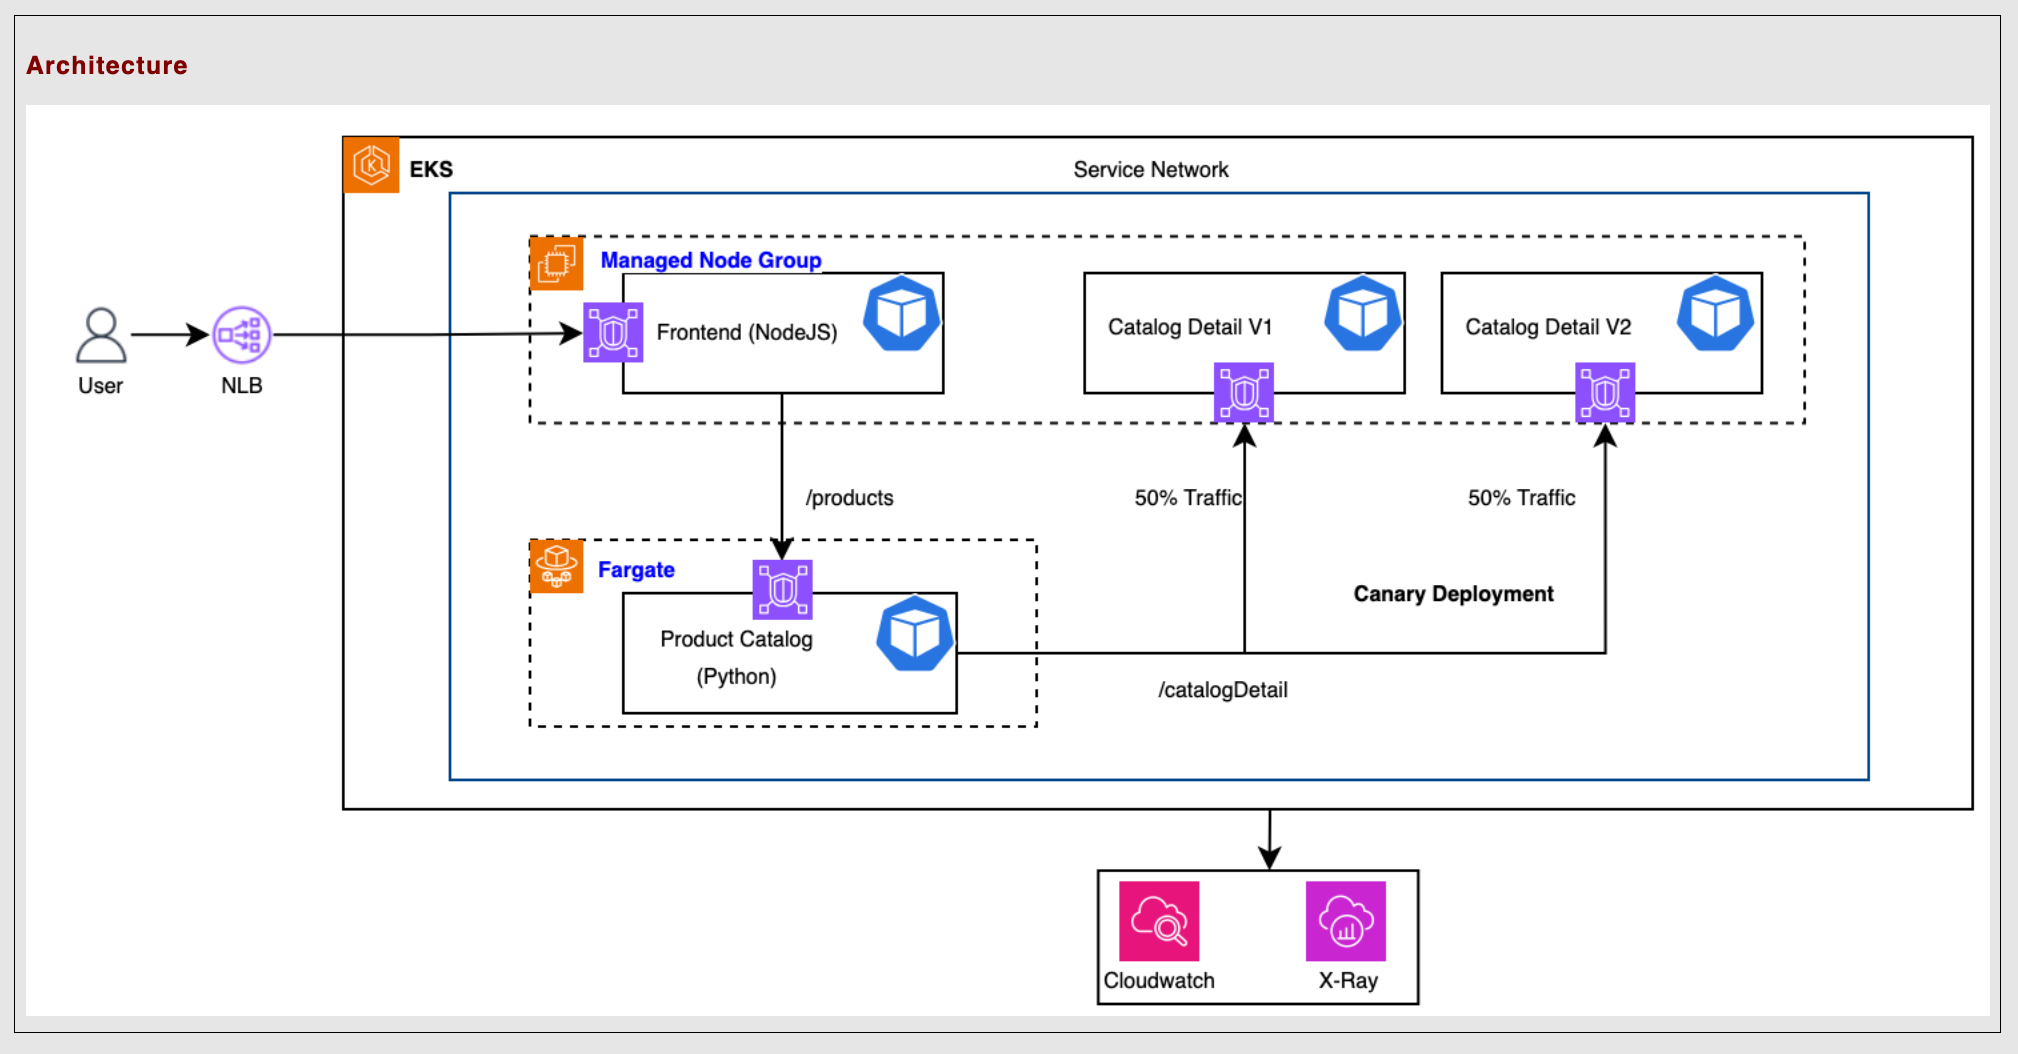 Architecture
EKS
Service Network
Managed Node Group
Frontend (NodeJS)
Catalog Detail V1
Catalog Detail V2
User
NLB
/products
50% Traffic
50% Traffic
Fargate
Canary Deployment
Product Catalog
(Python)
/catalogDetail
Cloudwatch
X-Ray